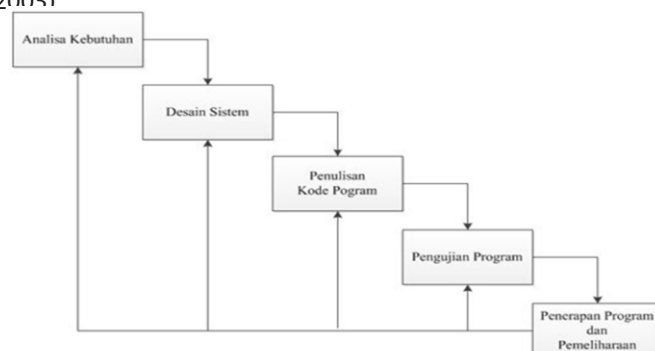 Analisa Kebutuhan
Desain Sistem
Penulisan
Kode Pogram
Pengujian Program
Penerapan Program
dan
Pemeliharaan